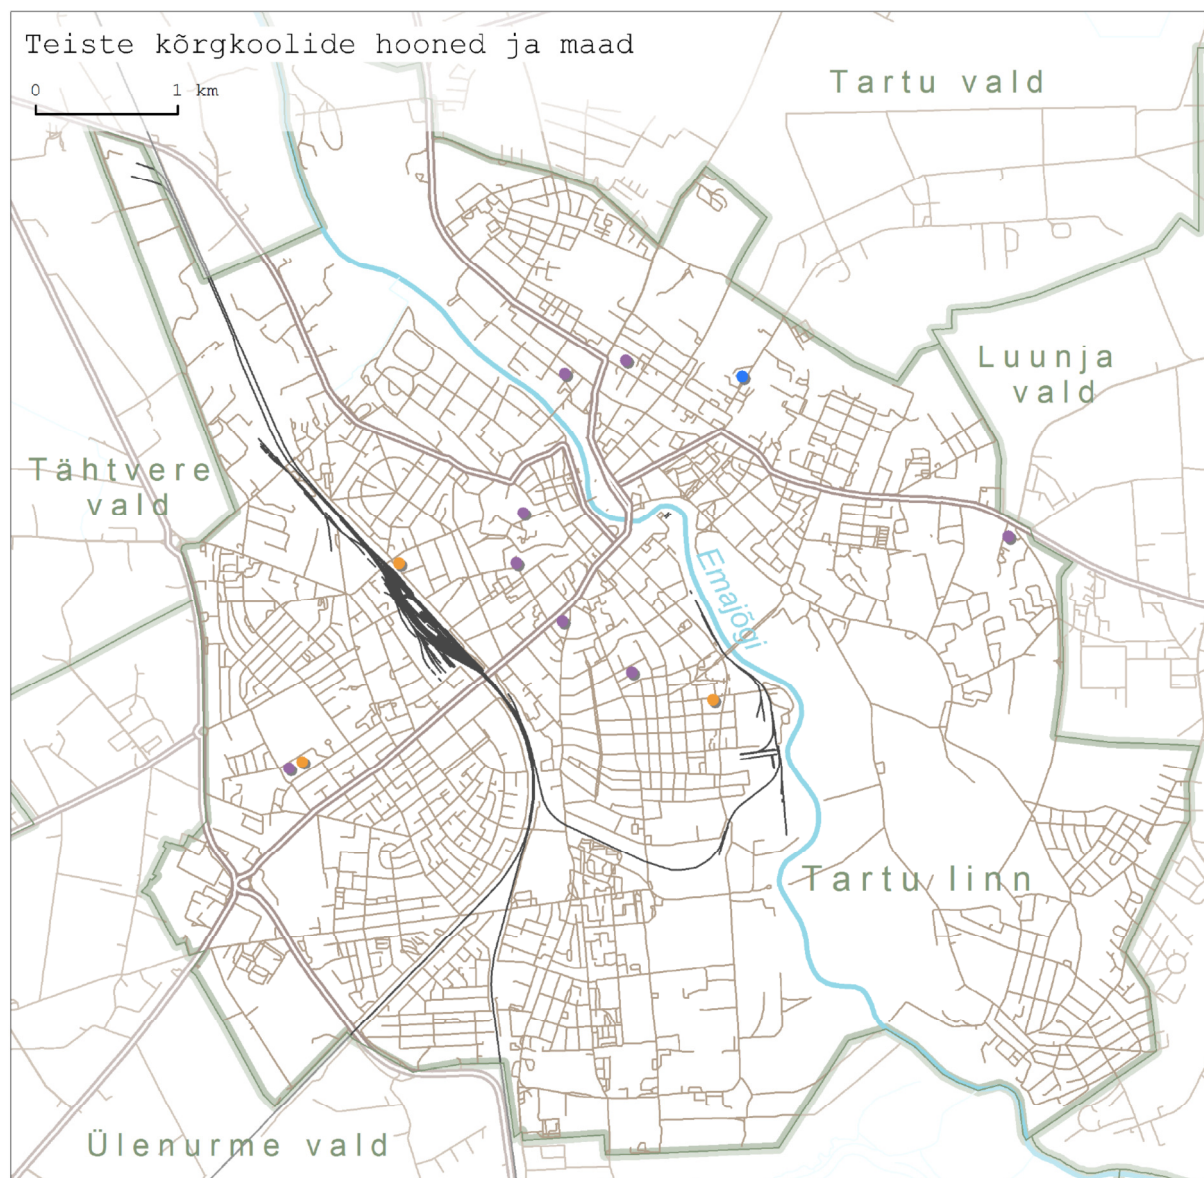 Teiste kõrgkoolide hooned ja maad
0 1 km
Tartu vald
Luunja
vald
Tähtvere
vald
Emajõgi
Tartu linn
Ülenurme vald